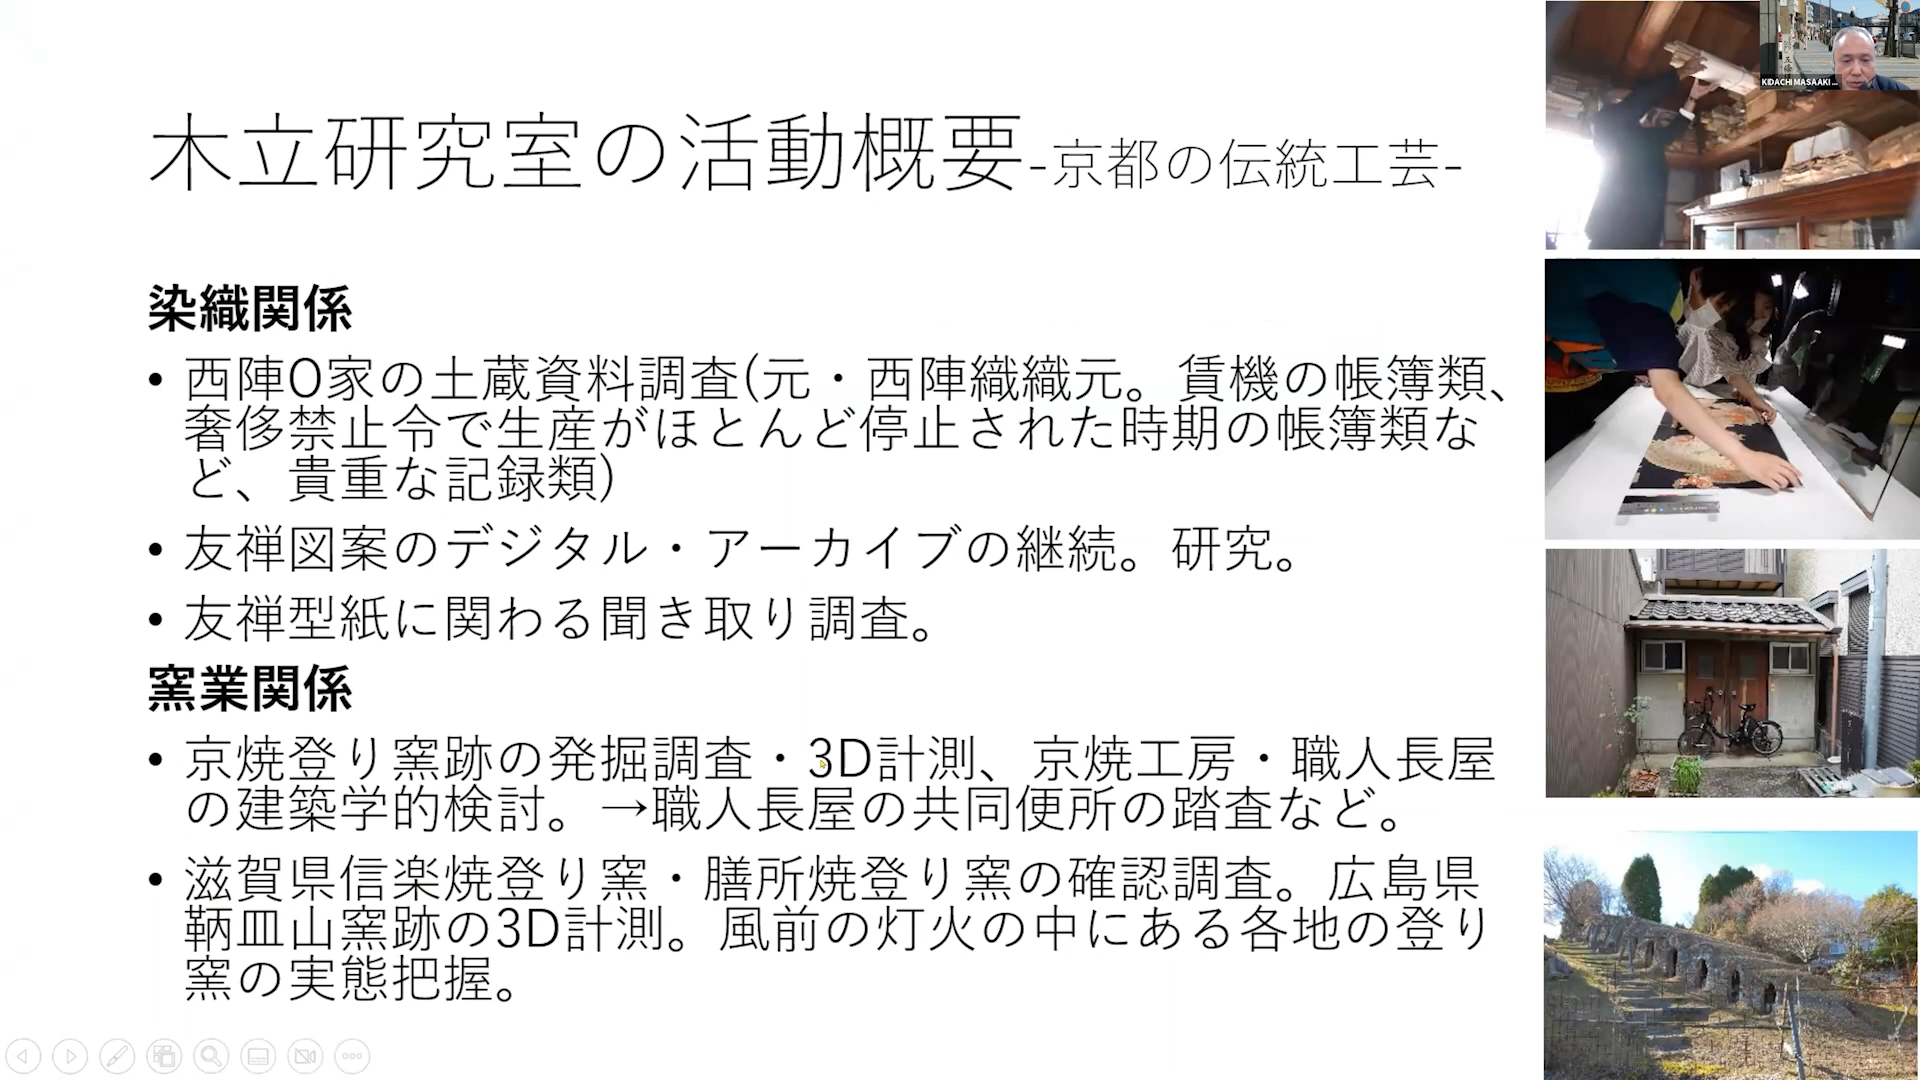 木立研究室の活動概要-京都の伝統工芸-
染織関係
• 西陣O家の土蔵資料調査(元・西陣織織元。賃機の帳簿類、
奢侈禁止令で生産がほとんど停止された時期の帳簿類な
ど、貴重な記録類)
• 友禅図案のデジタル・アーカイブの継続。研究。
• 友禅型紙に関わる聞き取り調査。
窯業関係
• 京焼登り窯跡の発掘調査・3D計測、京焼工房・職人長屋
の建築学的検討。→職人長屋の共同便所の踏査など。
• 滋賀県信楽焼登り窯・膳所焼登り窯の確認調査。広島県
鞆皿山窯跡の3D計測。風前の灯火の中にある各地の登り
窯の実態把握。
KIDACHI MASAAKI ...